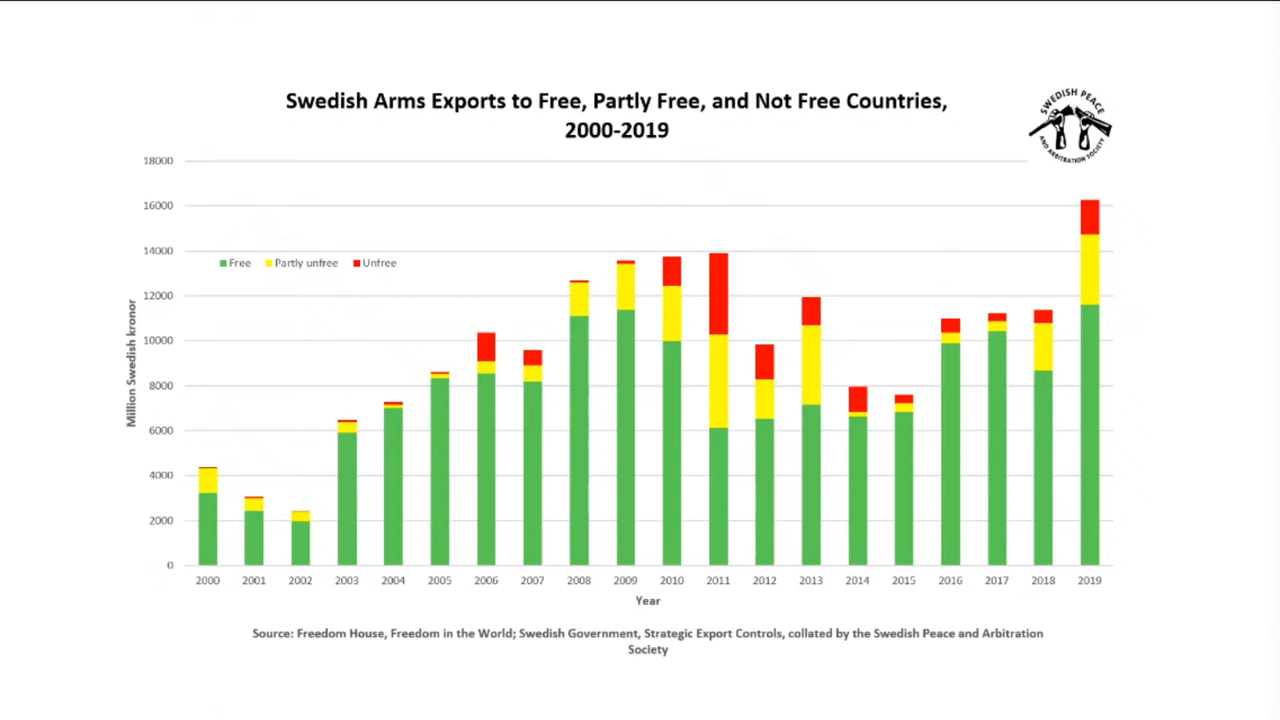 Swedish Arms Exports to Free, Partly Free, and Not Free Countries,
2000-2019
SWEDISH PEACE
AND ARBITRATION SOCIETY
18000
16000
14000
12000
10000
8000
6000
4000
2000
0
Million Swedish kronor
Free Partly unfree Unfree
2000 2001 2002 2003 2004 2005 2006 2007 2008 2009 2010 2011 2012 2013 2014 2015 2016 2017 2018 2019
Year
Source: Freedom House, Freedom in the World; Swedish Government, Strategic Export Controls, collated by the Swedish Peace and Arbitration
Society